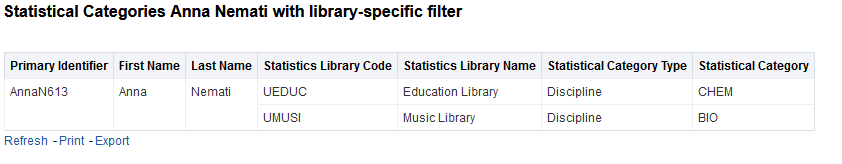 Statistical Categories Anna Nemati with library-specific filter
Primary Identifier First Name Last Name Statistics Library Code Statistics Library Name Statistical Category Type Statistical Category
AnnaN613 Anna Nemati UEDUC Education Library Discipline CHEM
UMUSI Music Library Discipline BIO
Refresh - Print - Export